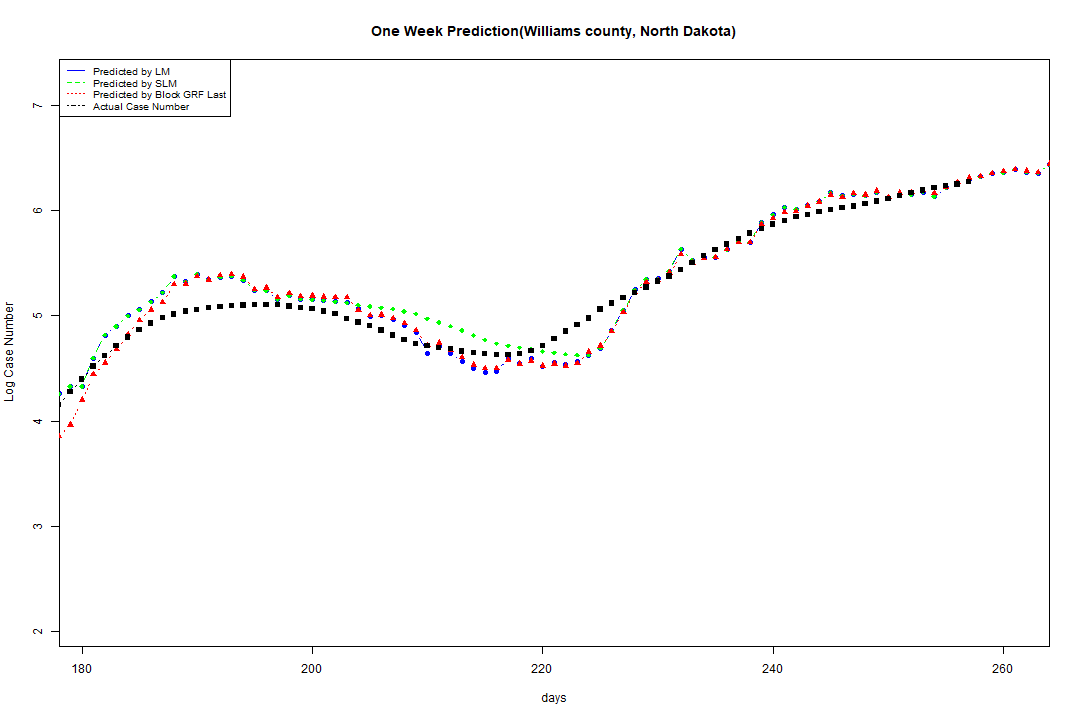 One Week Prediction(Williams county, North Dakota)
Predicted by LM
Predicted by SLM
Predicted by Block GRF Last
Actual Case Number
7
6
5
4
3
2
Log Case Number
180 200 220 240 260
days